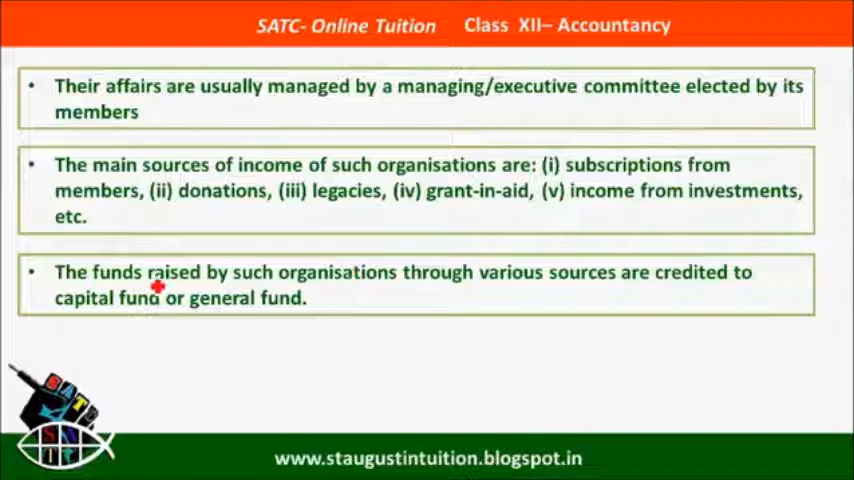 SATC- Online Tuition Class XII– Accountancy
• Their affairs are usually managed by a managing/executive committee elected by its
members
• The main sources of income of such organisations are: (i) subscriptions from
members, (ii) donations, (iii) legacies, (iv) grant-in-aid, (v) income from investments,
etc.
• The funds raised by such organisations through various sources are credited to
capital fund or general fund.
SATC
www.staugustintuition.blogspot.in